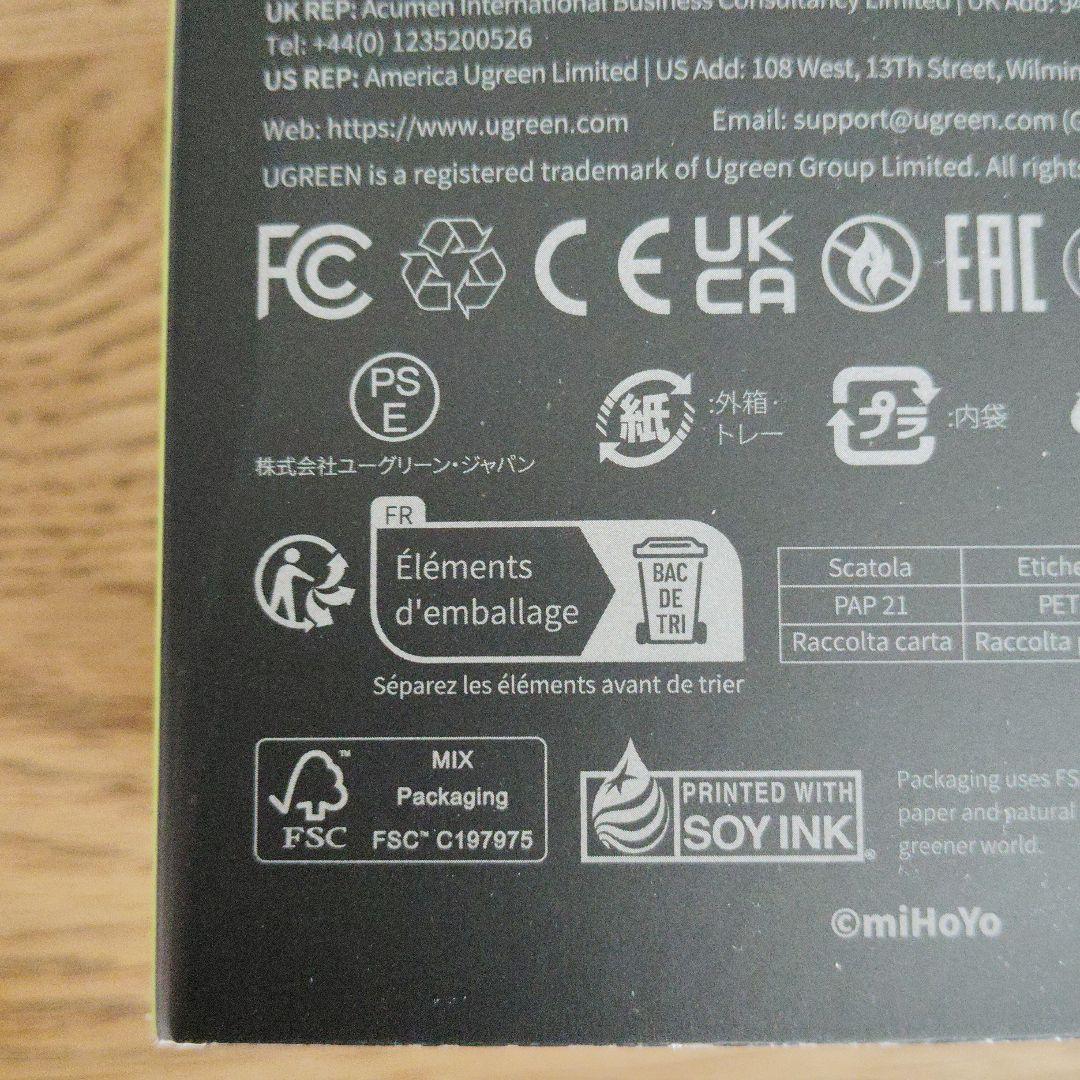 UK REP: Acumen International Business Consultancy Limited | UK Add: 94
Tel: +44(0) 1235200526
US REP: America Ugreen Limited | US Add: 108 West, 13Th Street, Wilmin
Web: https://www.ugreen.com Email: support@ugreen.com
UGREEN is a registered trademark of Ugreen Group Limited. All rights
FC CE UK CA EAC
PS E
紙 :外箱・トレー
プラ :内袋
株式会社ユーグリーン・ジャパン
FR
Éléments
d'emballage
BAC
DE
TRI
Séparez les éléments avant de trier
Scatola Etiche
PAP 21 PET
Raccolta carta Raccolta
FSC™
MIX
Packaging
FSC™ C197975
PRINTED WITH
SOY INK®
Packaging uses FS
paper and natural
greener world.
©miHoYo